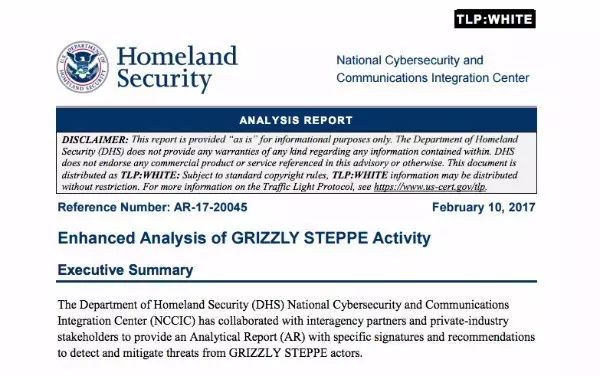 TLP:WHITE
Homeland
Security
National Cybersecurity and
Communications Integration Center
ANALYSIS REPORT
DISCLAIMER: This report is provided "as is" for informational purposes only. The Department of Homeland
Security (DHS) does not provide any warranties of any kind regarding any information contained within. DHS
does not endorse any commercial product or service referenced in this advisory or otherwise. This document is
distributed as TLP:WHITE: Subject to standard copyright rules, TLP:WHITE information may be distributed
without restriction. For more information on the Traffic Light Protocol, see https://www.us-cert.gov/tlp.
Reference Number: AR-17-20045
February 10, 2017
Enhanced Analysis of GRIZZLY STEPPE Activity
Executive Summary
The Department of Homeland Security (DHS) National Cybersecurity and Communications
Integration Center (NCCIC) has collaborated with interagency partners and private-industry
stakeholders to provide an Analytical Report (AR) with specific signatures and recommendations
to detect and mitigate threats from GRIZZLY STEPPE actors.